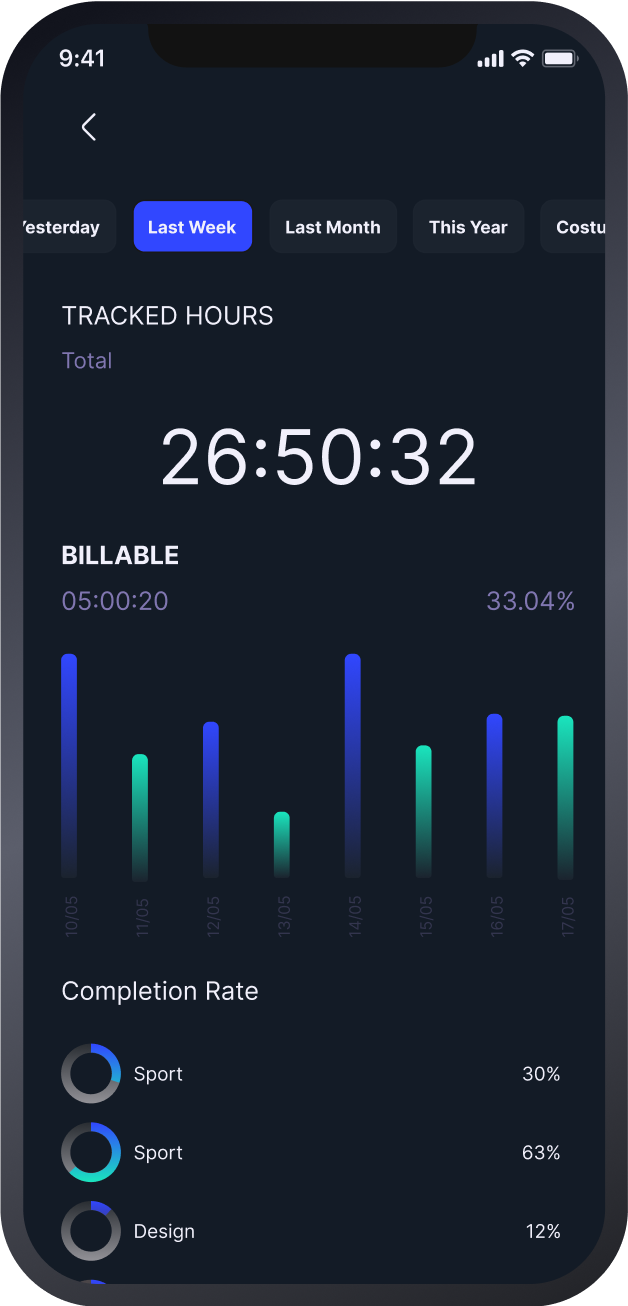 9:41
Yesterday
Last Week
Last Month
This Year
Costu
TRACKED HOURS
Total
26:50:32
BILLABLE
05:00:20
33.04%
10/05
11/05
12/05
13/05
14/05
15/05
16/05
17/05
Completion Rate
Sport
30%
Sport
63%
Design
12%